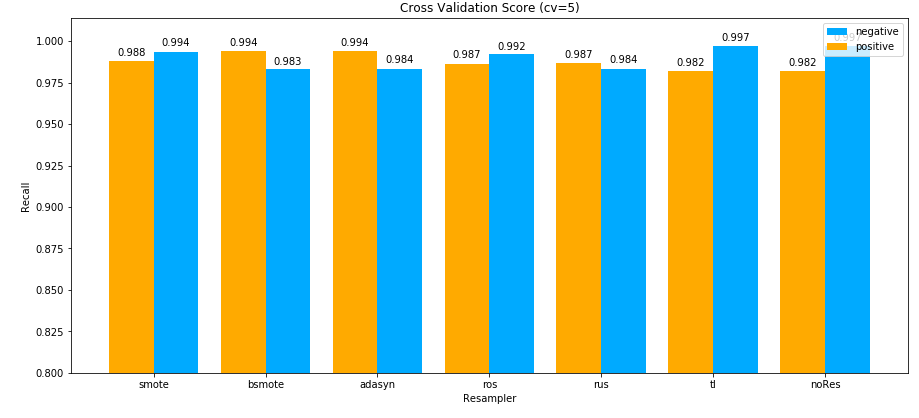 Cross Validation Score (cv=5)
negative
positive
0.988
0.994
0.994
0.983
0.994
0.984
0.987
0.992
0.987
0.984
0.982
0.997
0.982
0.997
1.000
0.975
0.950
0.925
0.900
0.875
0.850
0.825
0.800
Recall
smote
bsmote
adasyn
ros
rus
tl
noRes
Resampler